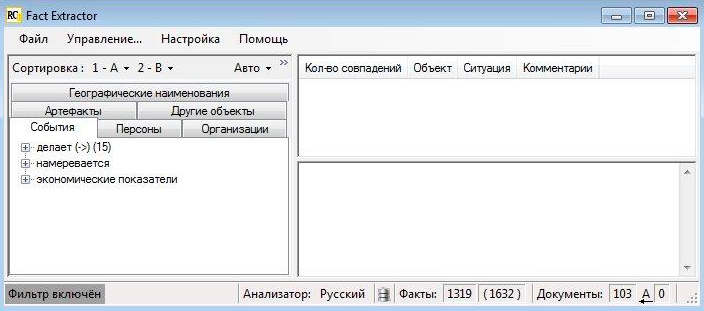 RC Fact Extractor
Файл Управление... Настройка Помощь
Сортировка : 1 - А 2 - В Авто »
Географические наименования
Артефакты Другие объекты
События Персоны Организации
делает (->) (15)
намеревается
экономические показатели
Кол-во совпадений Объект Ситуация Комментарии
Фильтр включён Анализатор: Русский Факты: 1319 ( 1632 ) Документы: 103 А 0